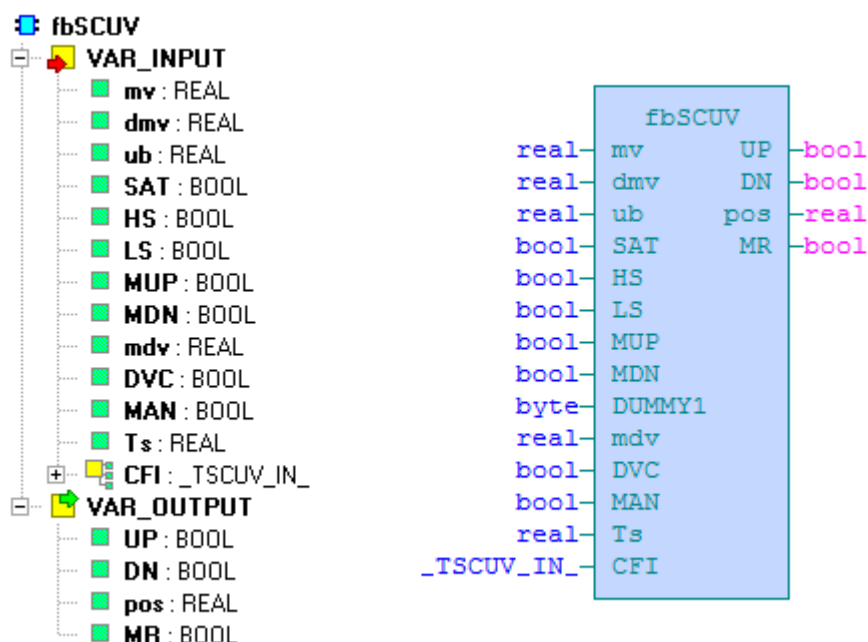 fbSCUV
VAR_INPUT
mv : REAL
dmv : REAL
ub : REAL
SAT : BOOL
HS : BOOL
LS : BOOL
MUP : BOOL
MDN : BOOL
mdv : REAL
DVC : BOOL
MAN : BOOL
Ts : REAL
CFI : _TSCUV_IN_
VAR_OUTPUT
UP : BOOL
DN : BOOL
pos : REAL
MR : BOOL
fbSCUV
real mv UP bool
real dmv DN bool
real ub pos real
bool SAT MR bool
bool HS
bool LS
bool MUP
bool MDN
byte DUMMY1
real mdv
bool DVC
bool MAN
real Ts
_TSCUV_IN_ CFI